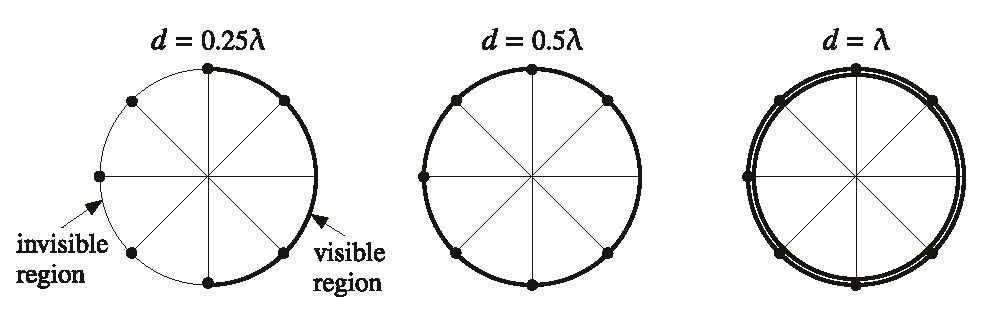 d = 0.25λ
d = 0.5λ
d = λ
invisible
region
visible
region